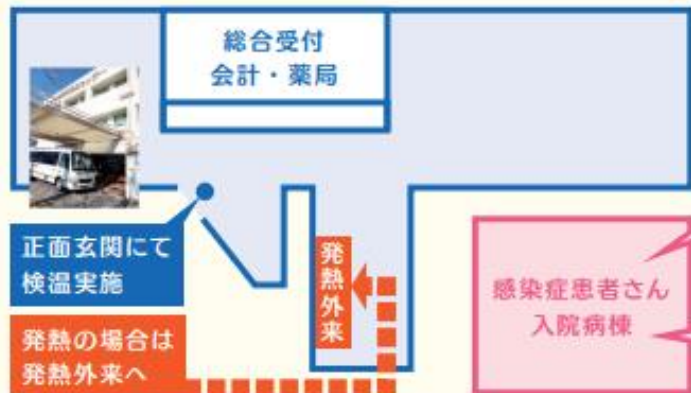 総合受付
会計・薬局
正面玄関にて
検温実施
発熱外来
発熱の場合は
発熱外来へ
感染症患者さん
入院病棟